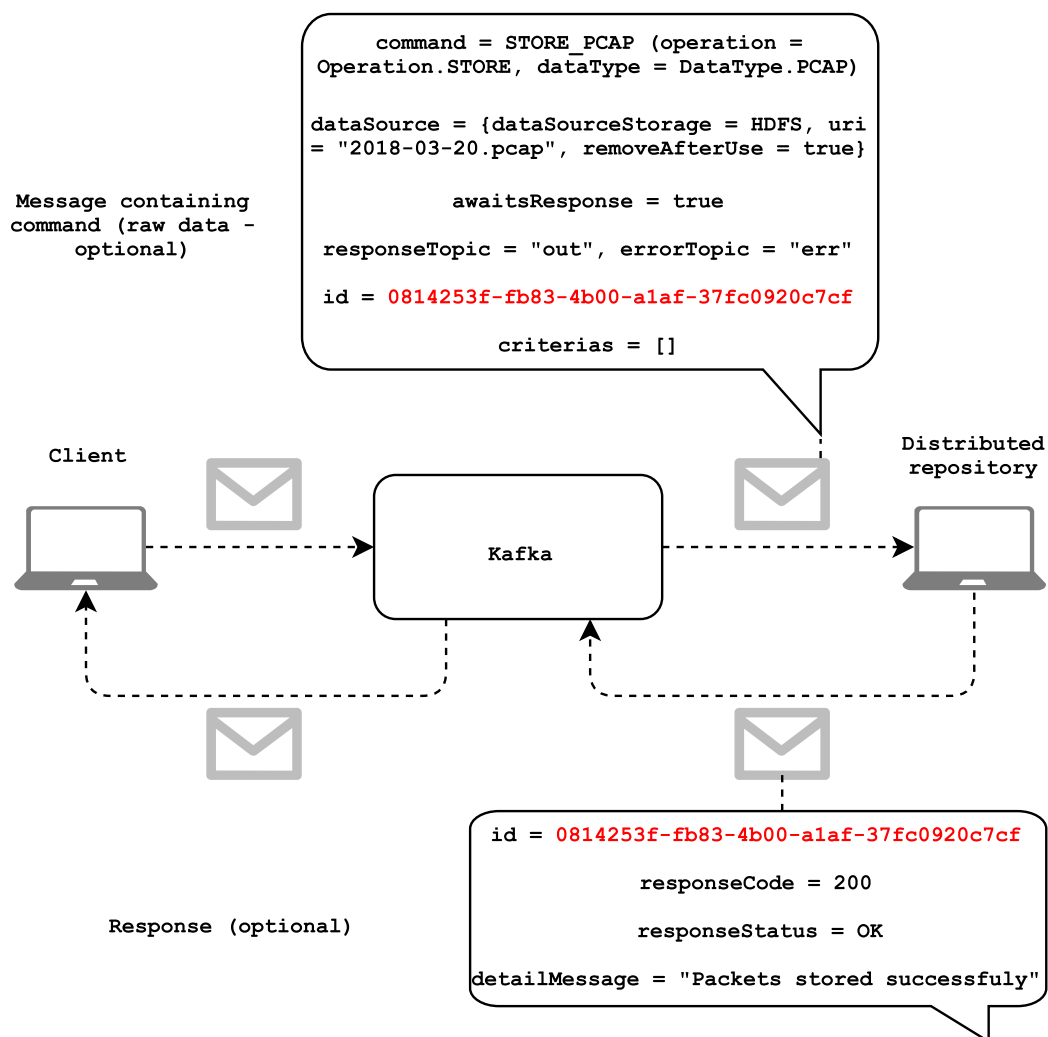 command = STORE_PCAP (operation =
Operation.STORE, dataType = DataType.PCAP)
dataSource = {dataSourceStorage = HDFS, uri
= "2018-03-20.pcap", removeAfterUse = true}
awaitsResponse = true
responseTopic = "out", errorTopic = "err"
id = 0814253f-fb83-4b00-a1af-37fc0920c7cf
criterias = []
Message containing
command (raw data -
optional)
Client
Kafka
Distributed
repository
id = 0814253f-fb83-4b00-a1af-37fc0920c7cf
responseCode = 200
responseStatus = OK
detailMessage = "Packets stored successfuly"
Response (optional)